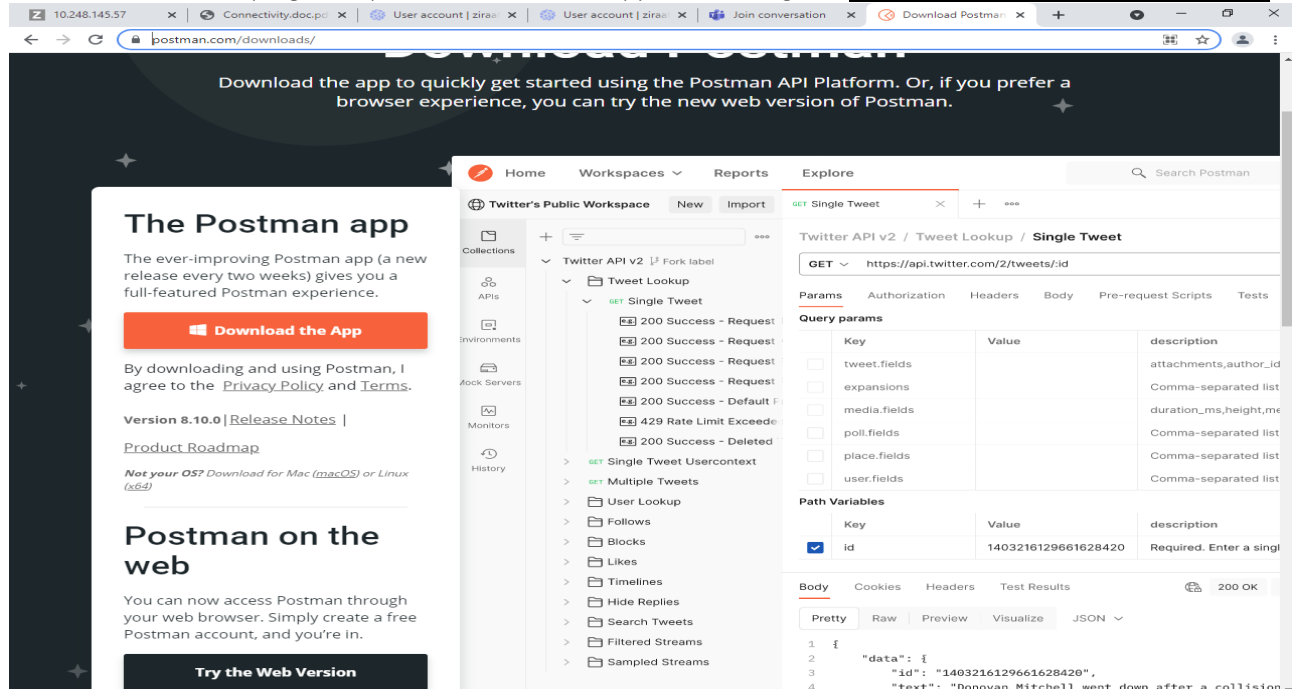 10.248.145.57
Connectivity.doc.pd
User account | ziraa
User account | ziraa
Join conversation
Download Postman
postman.com/downloads/
Download the app to quickly get started using the Postman API Platform. Or, if you prefer a
browser experience, you can try the new web version of Postman.
The Postman app
The ever-improving Postman app (a new
release every two weeks) gives you a
full-featured Postman experience.
Download the App
By downloading and using Postman, I
agree to the Privacy Policy and Terms.
Version 8.10.0 | Release Notes |
Product Roadmap
Not your OS? Download for Mac (macOS) or Linux
(x64)
Postman on the
web
You can now access Postman through
your web browser. Simply create a free
Postman account, and you're in.
Try the Web Version
Home Workspaces Reports Explore
Search Postman
Twitter's Public Workspace New Import
Collections
APIs
Environments
Mock Servers
Monitors
History
Twitter API v2 Fork label
Tweet Lookup
GET Single Tweet
e.g. 200 Success - Request
e.g. 200 Success - Request
e.g. 200 Success - Request
e.g. 200 Success - Request
e.g. 200 Success - Default
e.g. 429 Rate Limit Exceede
e.g. 200 Success - Deleted
GET Single Tweet Usercontext
GET Multiple Tweets
User Lookup
Follows
Blocks
Likes
Timelines
Hide Replies
Search Tweets
Filtered Streams
Sampled Streams
GET Single Tweet
Twitter API v2 / Tweet Lookup / Single Tweet
GET https://api.twitter.com/2/tweets/:id
Params Authorization Headers Body Pre-request Scripts Tests
Query params
Key Value description
tweet.fields attachments,author_id
expansions Comma-separated list
media.fields duration_ms,height,me
poll.fields Comma-separated list
place.fields Comma-separated list
user.fields Comma-separated list
Path Variables
Key Value description
id 1403216129661628420 Required. Enter a singl
Body Cookies Headers Test Results 200 OK
Pretty Raw Preview Visualize JSON
1 {
2 "data": {
3 "id": "1403216129661628420",
4 "text": "Donovan Mitchell went down after a collision